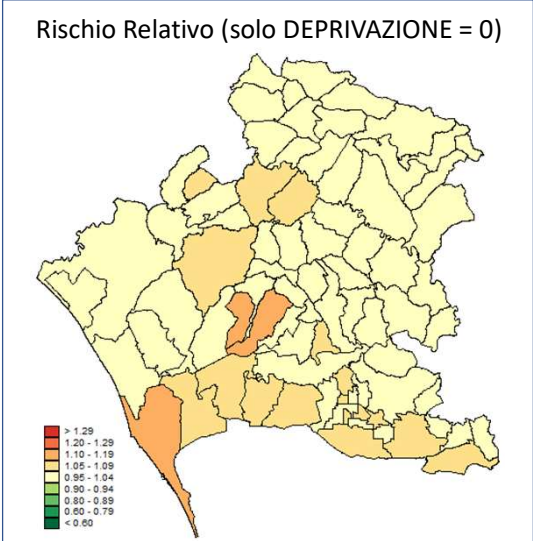 Rischio Relativo (solo DEPRIVAZIONE = 0)
> 1.29
1.20 - 1.29
1.10 - 1.19
1.05 - 1.09
0.95 - 1.04
0.90 - 0.94
0.80 - 0.89
0.60 - 0.79
< 0.60